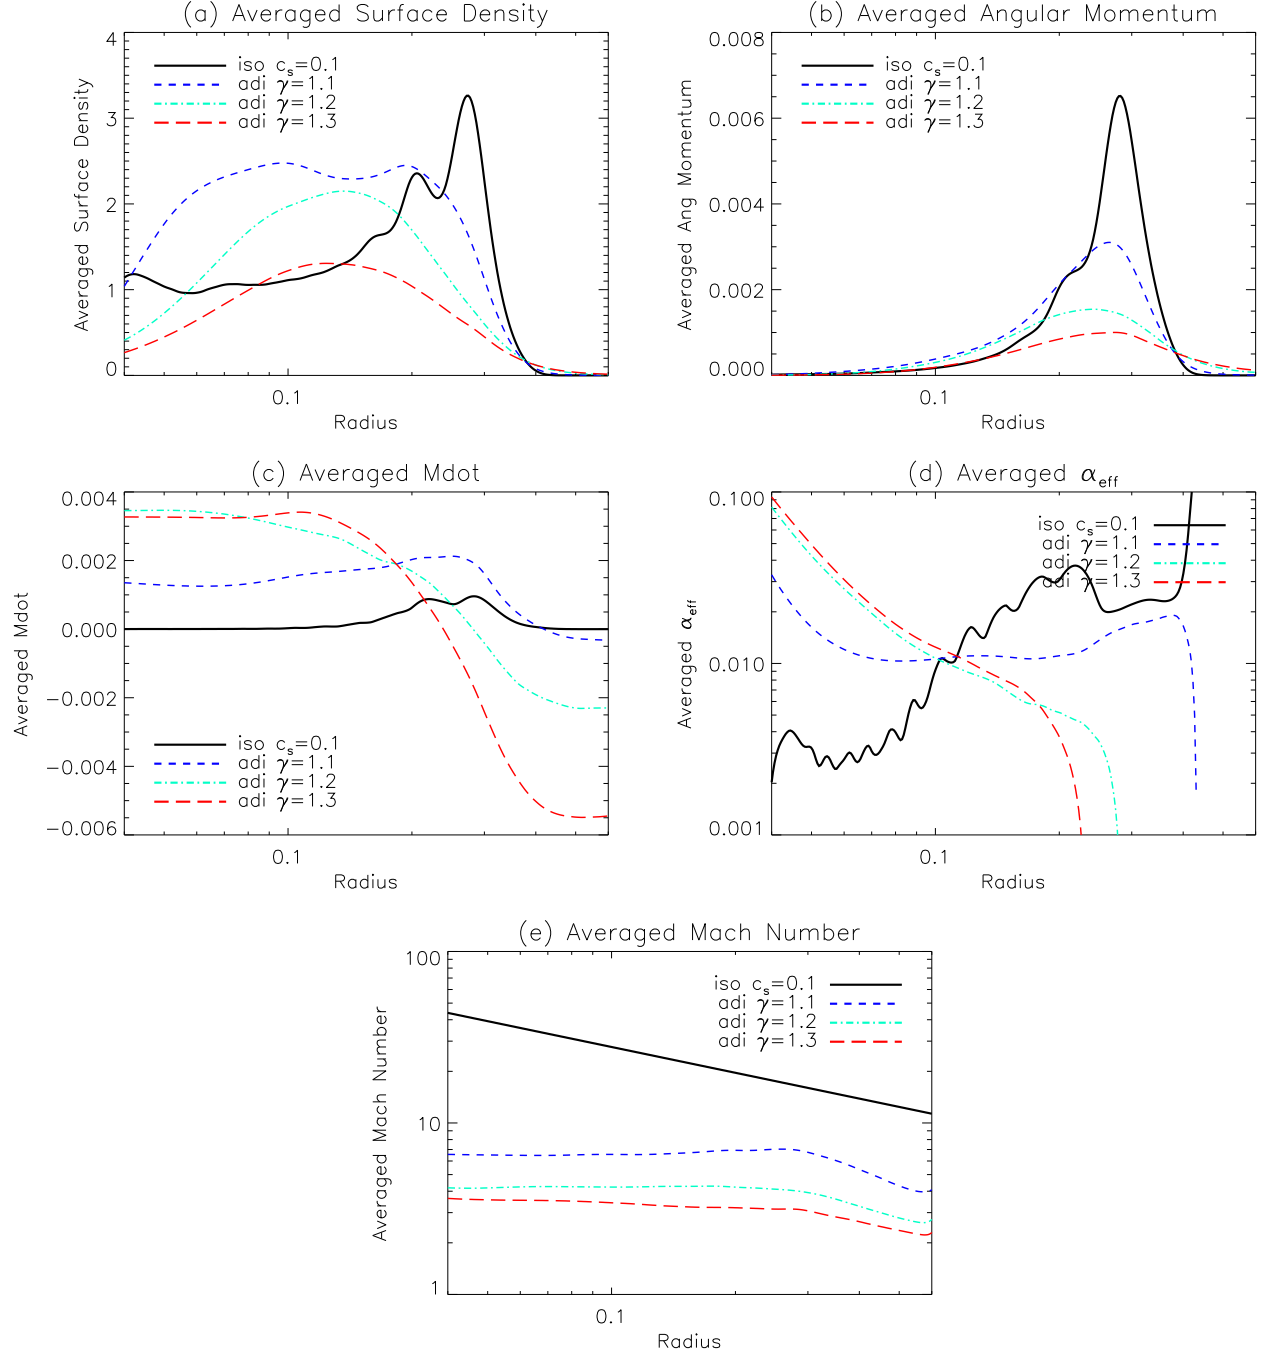 (a) Averaged Surface Density
4
3
2
1
0
Averaged Surface Density
iso c_s=0.1
adi γ=1.1
adi γ=1.2
adi γ=1.3
0.1
Radius
(b) Averaged Angular Momentum
0.008
0.006
0.004
0.002
0.000
Averaged Ang Momentum
iso c_s=0.1
adi γ=1.1
adi γ=1.2
adi γ=1.3
0.1
Radius
(c) Averaged Mdot
0.004
0.002
0.000
−0.002
−0.004
−0.006
Averaged Mdot
iso c_s=0.1
adi γ=1.1
adi γ=1.2
adi γ=1.3
0.1
Radius
(d) Averaged α_eff
0.100
0.010
0.001
Averaged α_eff
iso c_s=0.1
adi γ=1.1
adi γ=1.2
adi γ=1.3
0.1
Radius
(e) Averaged Mach Number
100
10
1
Averaged Mach Number
iso c_s=0.1
adi γ=1.1
adi γ=1.2
adi γ=1.3
0.1
Radius